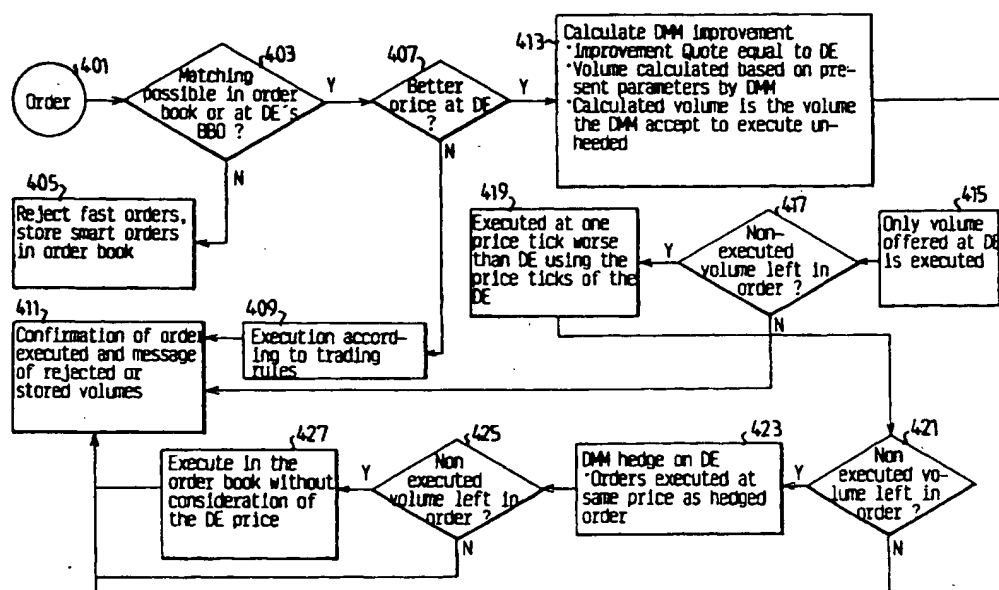 401
Order
403
Matching
possible in order
book or at DE's
BBO ?
Y
N
405
Reject fast orders,
store smart orders
in order book
407
Better
price at DE
?
Y
N
413
Calculate DMM improvement
•Improvement Quote equal to DE
•Volume calculated based on pre-
sent parameters by DMM
•Calculated volume is the volume
the DMM accept to execute un-
heeded
415
Only volume
offered at DE
is executed
417
Non-
executed
volume left in
order ?
Y
N
419
Executed at one
price tick worse
than DE using the
price ticks of the
DE
409
Execution accord-
ing to trading
rules
411
Confirmation of order
executed and message
of rejected or
stored volumes
421
Non
executed vo-
lume left in
order ?
Y
N
423
DMM hedge on DE
•Orders executed at
same price as hedged
order
425
Non
executed
volume left in
order ?
Y
N
427
Execute in the
order book without
consideration of
the DE price